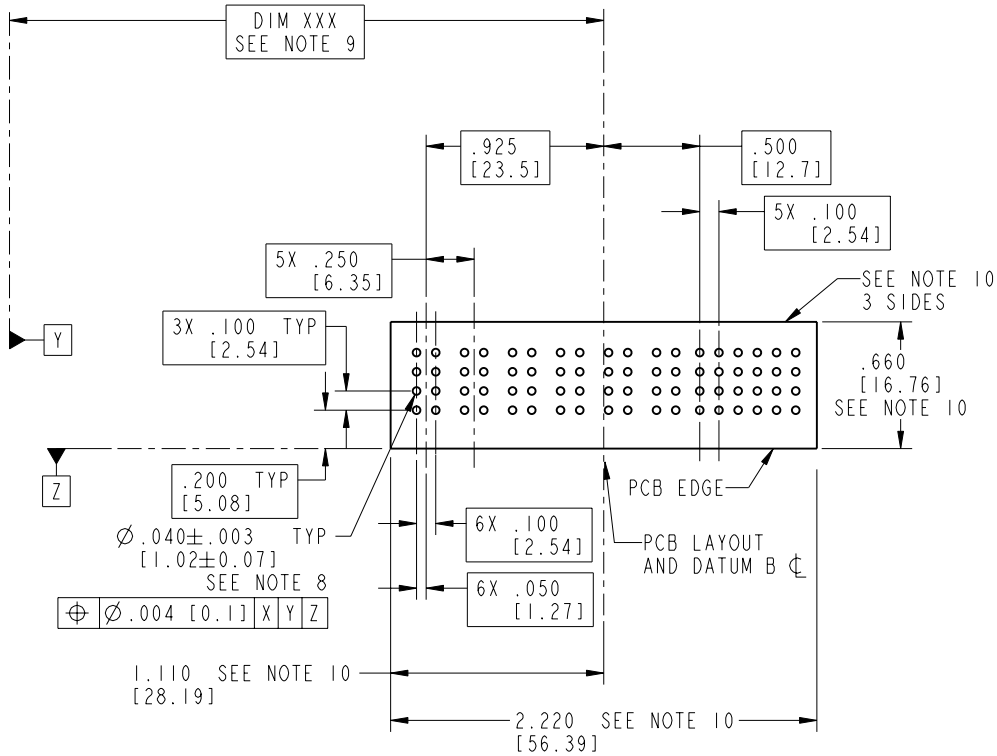 DIM XXX
SEE NOTE 9
.925
[23.5]
.500
[12.7]
5X .100
[2.54]
5X .250
[6.35]
SEE NOTE 10
3 SIDES
3X .100 TYP
[2.54]
Y
.660
[16.76]
SEE NOTE 10
Z
.200 TYP
[5.08]
PCB EDGE
Ø.040±.003 TYP
[1.02±0.07]
SEE NOTE 8
⌖ Ø.004 [0.1] X Y Z
6X .100
[2.54]
PCB LAYOUT
AND DATUM B ℄
6X .050
[1.27]
1.110 SEE NOTE 10
[28.19]
2.220 SEE NOTE 10
[56.39]